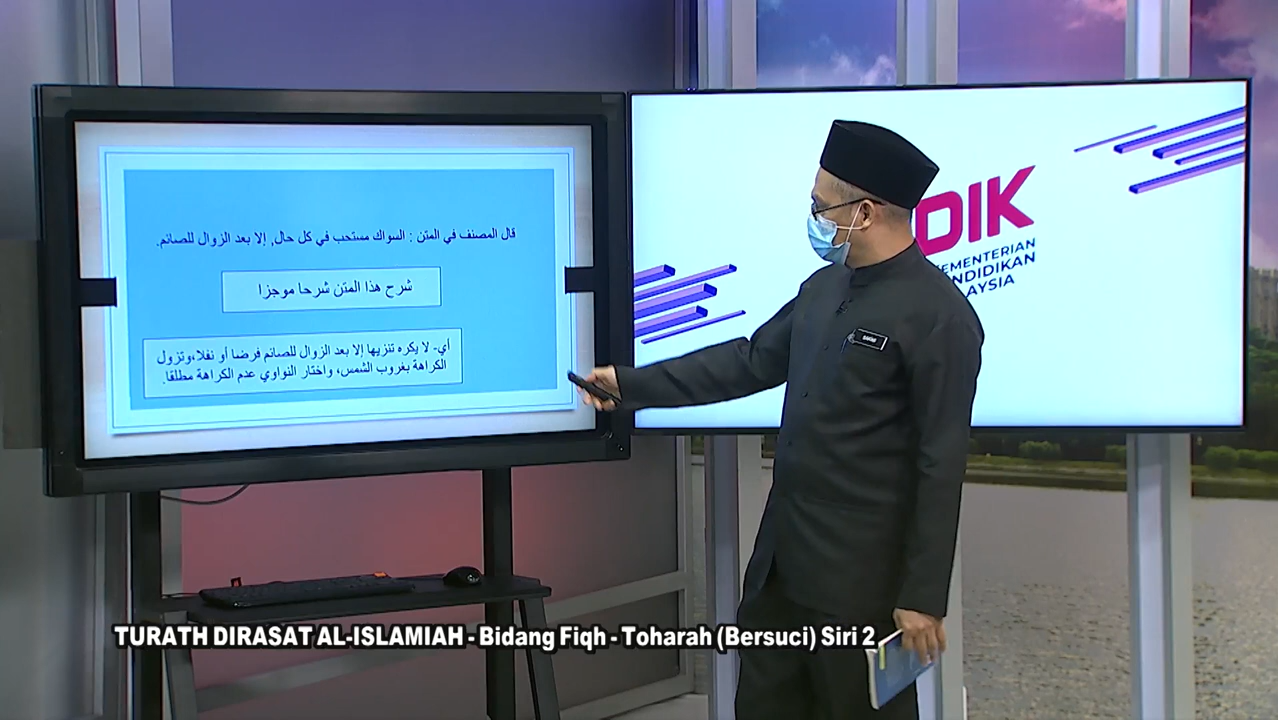 قال المصنف في المتن : السواك مستحب في كل حال, إلا بعد الزوال للصائم.
شرح هذا المتن شرحا موجزا
أي- لا يكره تنزيها إلا بعد الزوال للصائم فرضا أو نفلا،وتزول
الكراهة بغروب الشمس، واختار النواوي عدم الكراهة مطلقا.
DIK
KEMENTERIAN
NDIDIKAN
AYSIA
TURATH DIRASAT AL-ISLAMIAH - Bidang Fiqh - Toharah (Bersuci) Siri 2